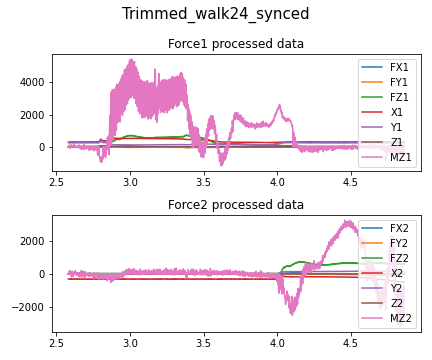 Trimmed_walk24_synced
Force1 processed data
4000
2000
0
FX1
FY1
FZ1
X1
Y1
Z1
MZ1
2.5
3.0
3.5
4.0
4.5
Force2 processed data
2000
0
−2000
FX2
FY2
FZ2
X2
Y2
Z2
MZ2
2.5
3.0
3.5
4.0
4.5